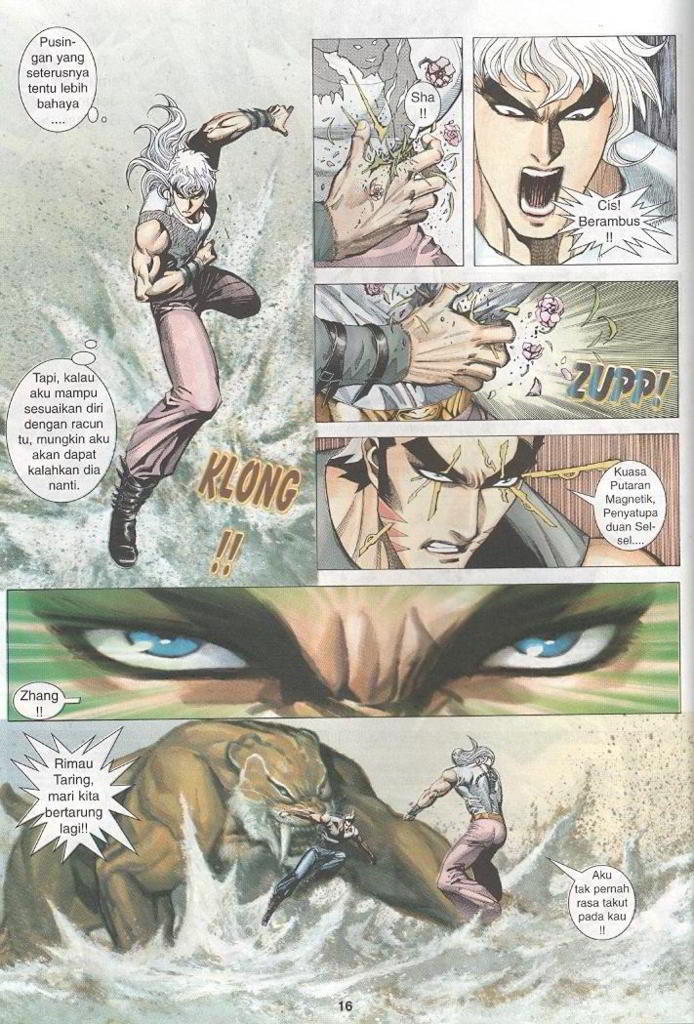 Pusin-
gan yang
seterusnya
tentu lebih
bahaya
....
Sha
!!
Cis!
Berambus
!!
Tapi, kalau
aku mampu
sesuaikan diri
dengan racun
tu, mungkin aku
akan dapat
kalahkan dia
nanti.
KLONG
!!
ZUPP!
Kuasa
Putaran
Magnetik,
Penyatupa
duan Sel-
sel....
Zhang
!!
Rimau
Taring,
mari kita
bertarung
lagi!!
Aku
tak pernah
rasa takut
pada kau
!!
16